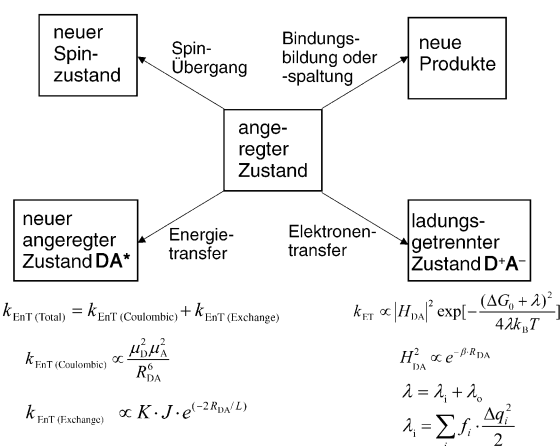 neuer
Spin-
zustand
Spin-
Übergang
Bindungs-
bildung oder
-spaltung
neue
Produkte
ange-
regter
Zustand
neuer
angeregter
Zustand DA*
Energie-
transfer
Elektronen-
transfer
ladungs-
getrennter
Zustand D⁺A⁻
k_EnT (Total) = k_EnT (Coulombic) + k_EnT (Exchange)
k_EnT (Coulombic) ∝ μ_D² μ_A² / R_DA⁶
k_EnT (Exchange) ∝ K · J · e^(−2R_DA/L)
k_ET ∝ |H_DA|² exp[−(ΔG₀ + λ)² / 4λk_BT]
H_DA² ∝ e^(−β·R_DA)
λ = λ_i + λ_o
λ_i = ∑_i f_i · Δq_i² / 2